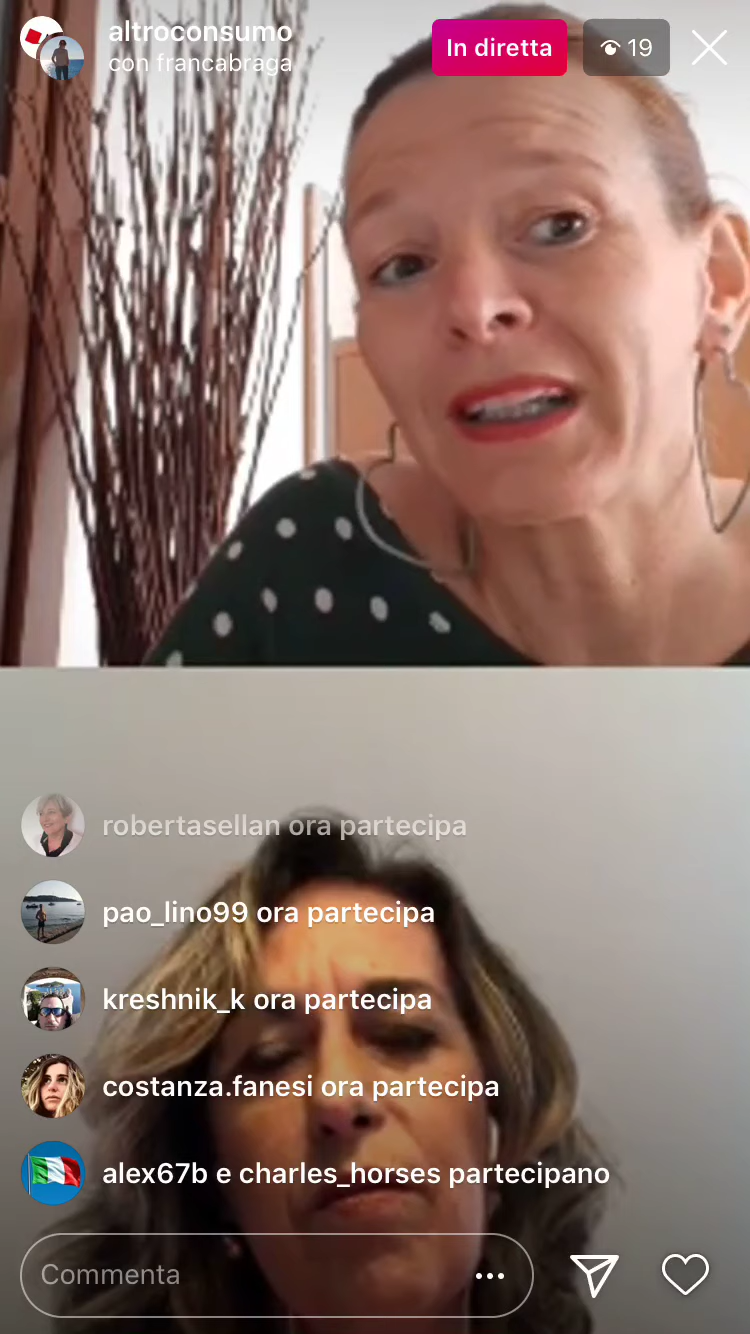 altroconsumo
con francabraga
In diretta
19
robertasellan ora partecipa
pao_lino99 ora partecipa
kreshnik_k ora partecipa
costanza.fanesi ora partecipa
alex67b e charles_horses partecipano
Commenta